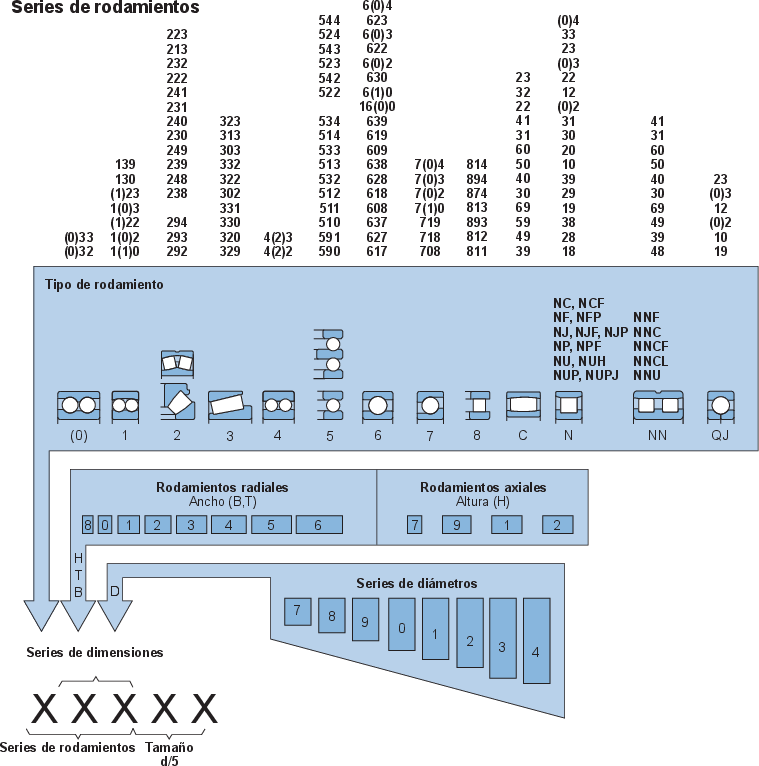 Series de rodamientos
6(0)4
544 623 (0)4
223 524 6(0)3 33
213 543 622 23
232 523 6(0)2 (0)3
222 542 630 23 22
241 522 6(1)0 32 12
231 16(0)0 22 (0)2
240 323 534 639 41 31 41
230 313 514 619 31 30 31
249 303 533 609 60 20 60
139 239 332 513 638 7(0)4 814 50 10 50
130 248 322 532 628 7(0)3 894 40 39 40 23
(1)23 238 302 512 618 7(0)2 874 30 29 30 (0)3
1(0)3 331 511 608 7(1)0 813 69 19 69 12
(1)22 294 330 510 637 719 893 59 38 49 (0)2
(0)33 1(0)2 293 320 4(2)3 591 627 718 812 49 28 39 10
(0)32 1(1)0 292 329 4(2)2 590 617 708 811 39 18 48 19
Tipo de rodamiento
NC, NCF
NF, NFP NNF
NJ, NJF, NJP NNC
NP, NPF NNCF
NU, NUH NNCL
NUP, NUPJ NNU
(0) 1 2 3 4 5 6 7 8 C N NN QJ
Rodamientos radiales
Ancho (B,T)
8 0 1 2 3 4 5 6
Rodamientos axiales
Altura (H)
7 9 1 2
H
T
B
D
Series de diámetros
7 8 9 0 1 2 3 4
Series de dimensiones
X X X X X
Series de rodamientos
Tamaño
d/5